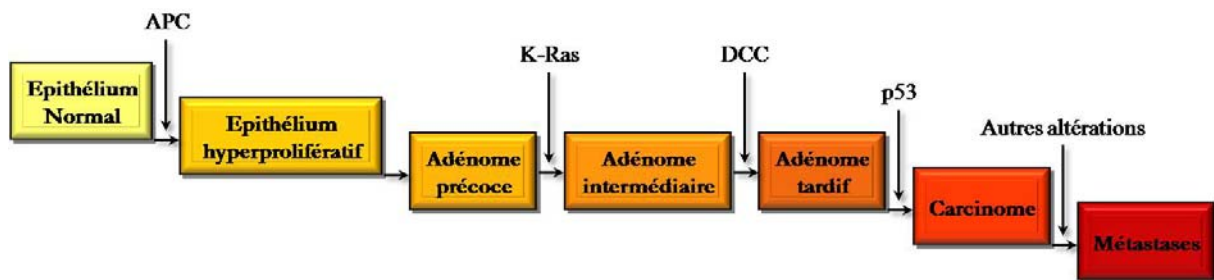 APC
K-Ras
DCC
p53
Autres altérations
Epithélium
Normal
Epithélium
hyperprolifératif
Adénome
précoce
Adénome
intermédiaire
Adénome
tardif
Carcinome
Métastases